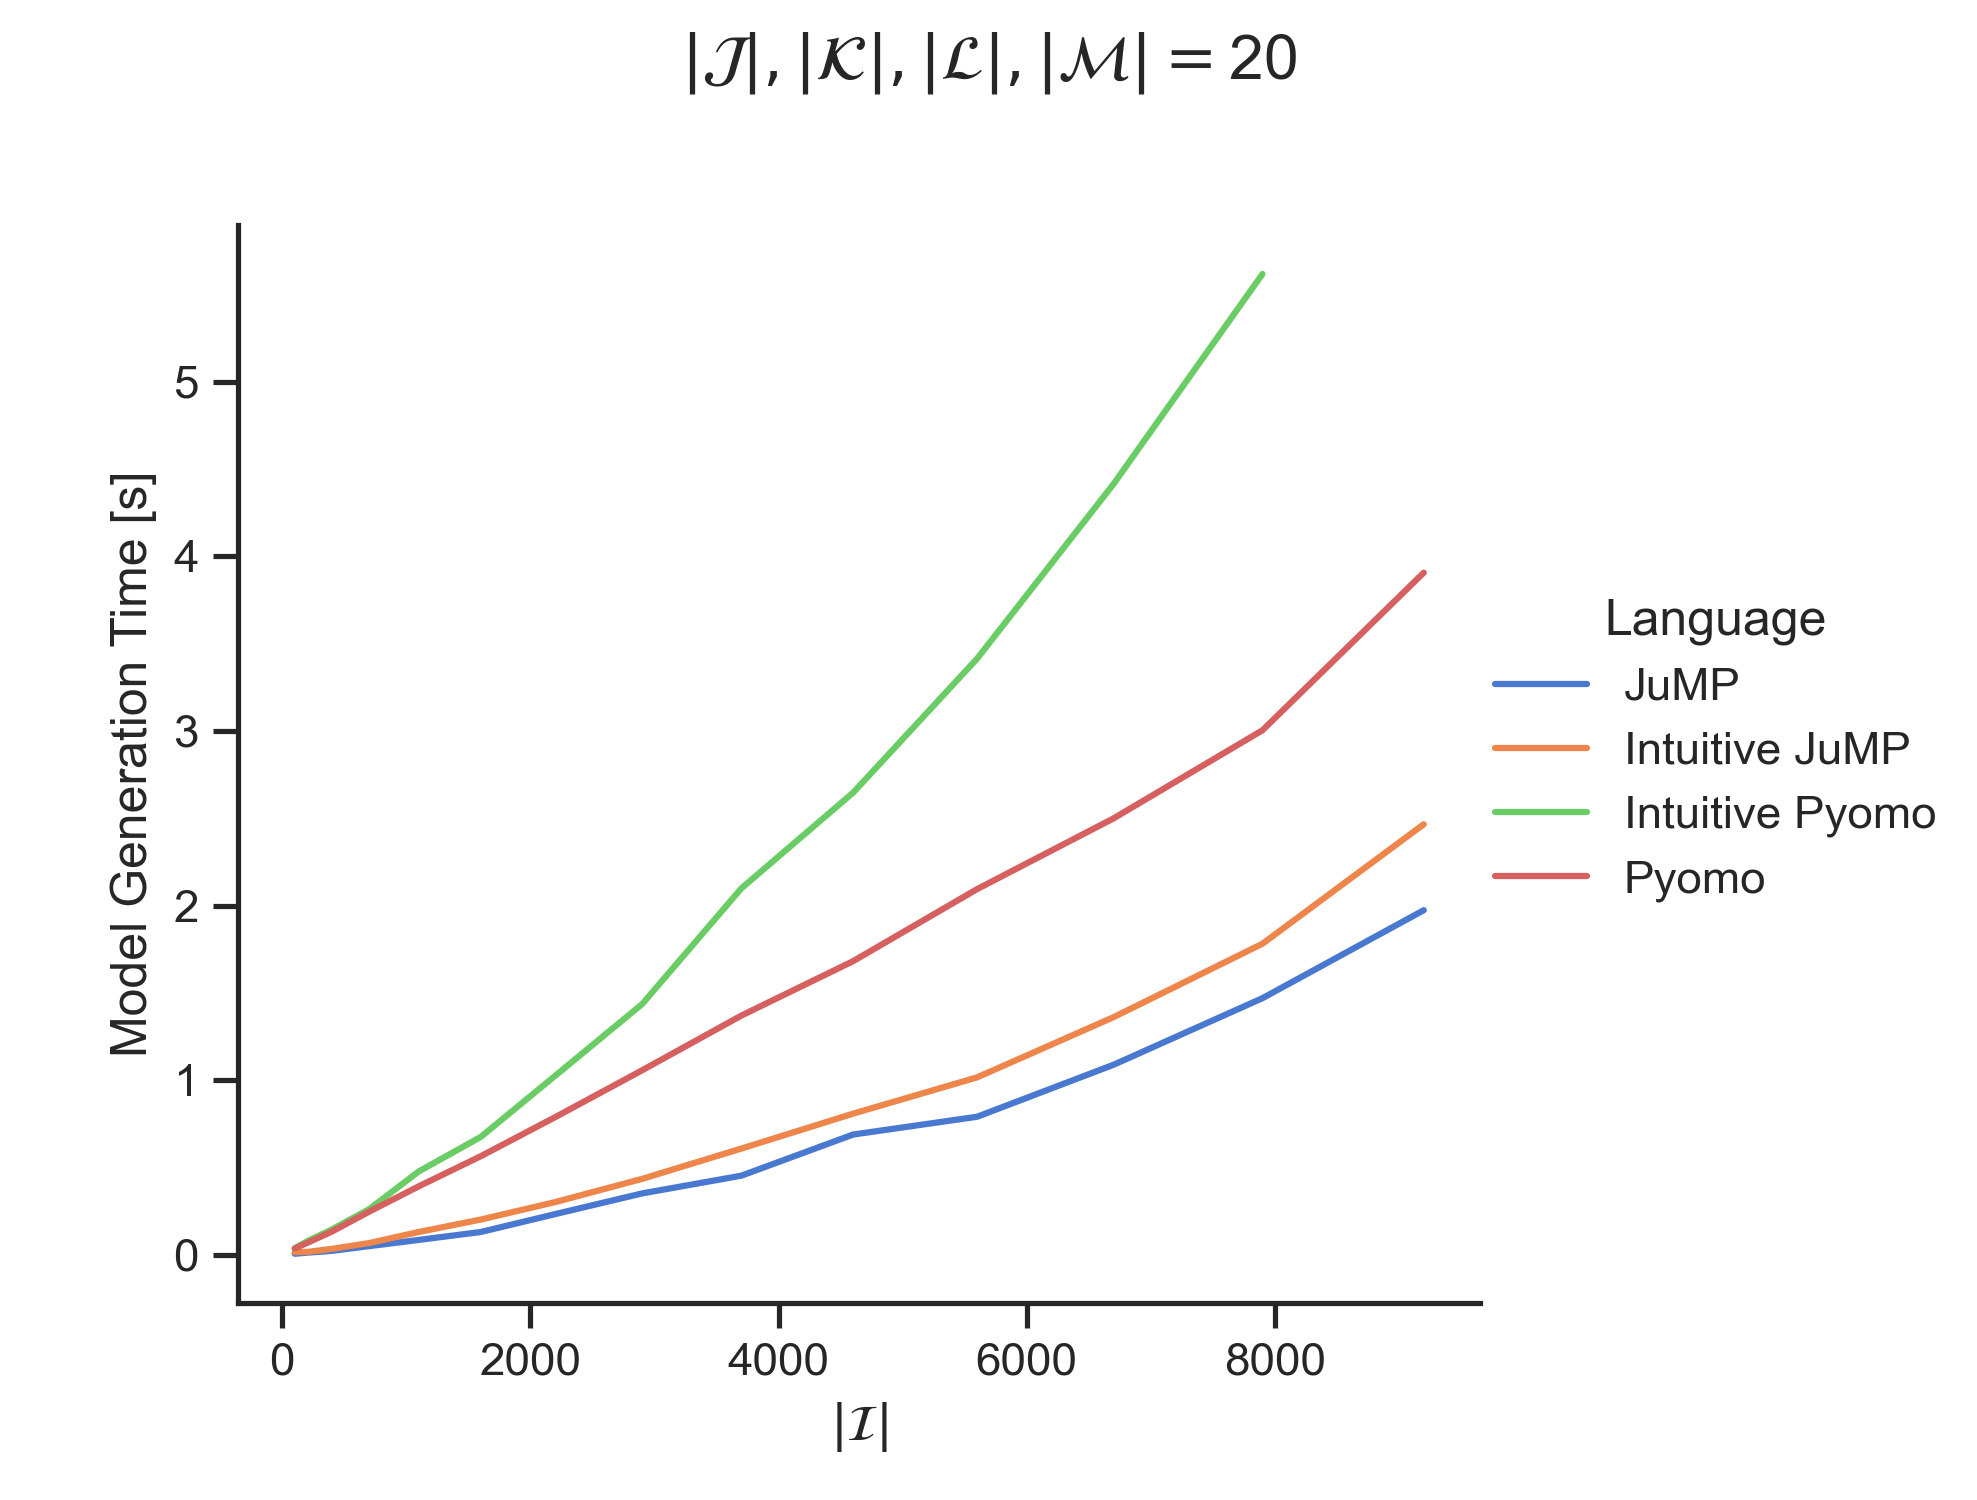 |𝒥|, |𝒦|, |ℒ|, |ℳ| = 20
Model Generation Time [s]
5
4
3
2
1
0
0 2000 4000 6000 8000
|ℐ|
Language
JuMP
Intuitive JuMP
Intuitive Pyomo
Pyomo